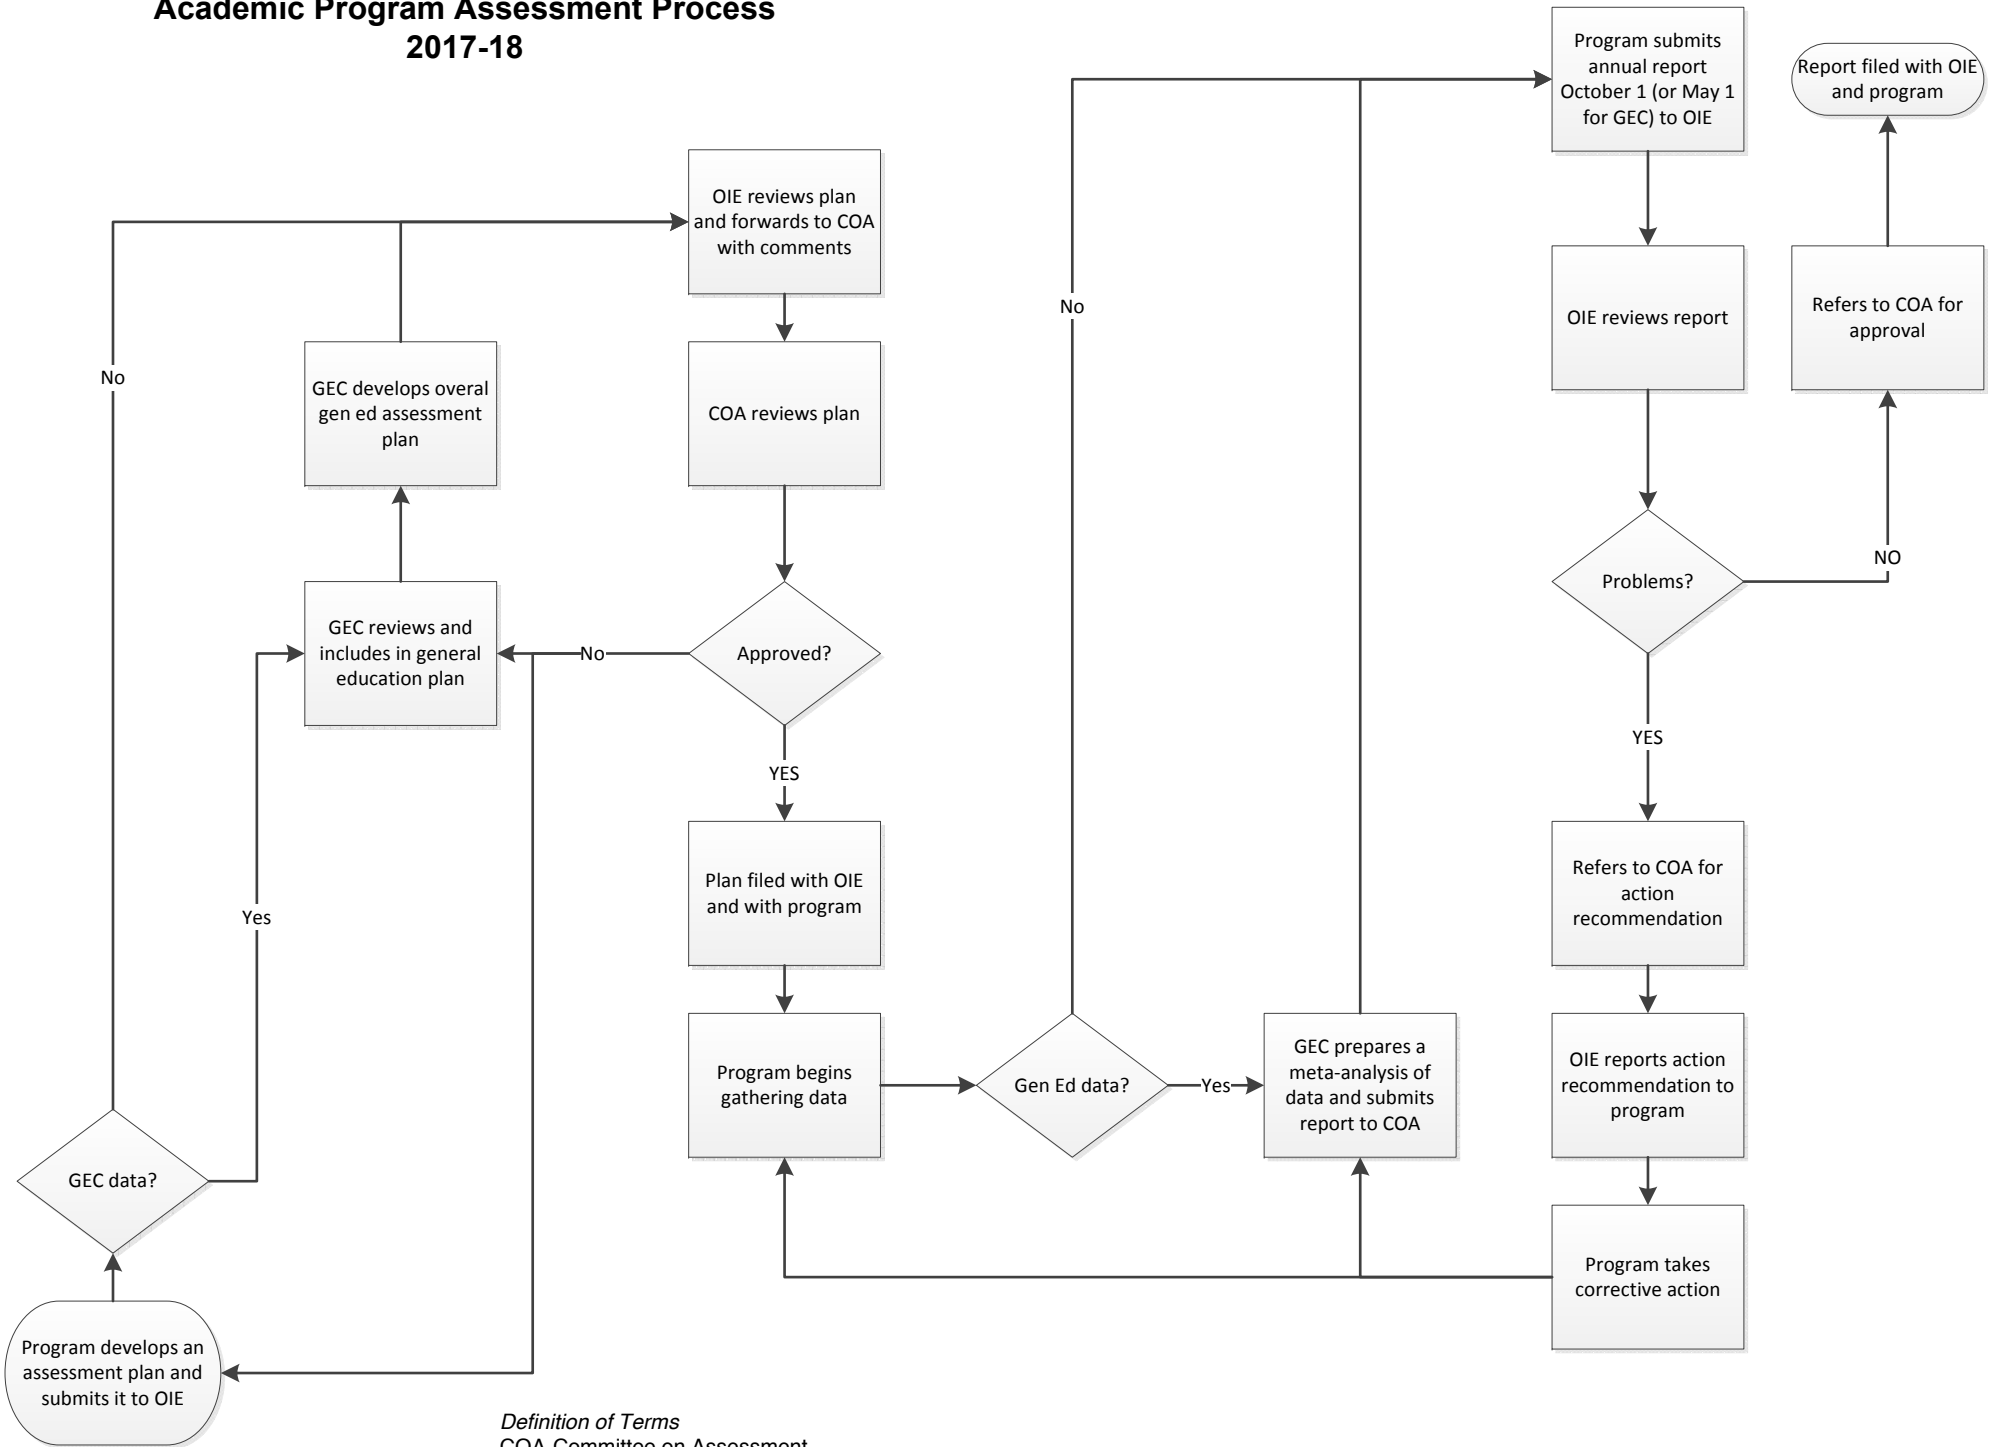 Academic Program Assessment Process
2017-18
Program submits
annual report
October 1 (or May 1
for GEC) to OIE
Report filed with OIE
and program
OIE reviews plan
and forwards to COA
with comments
No
OIE reviews report
Refers to COA for
approval
No
GEC develops overal
gen ed assessment
plan
COA reviews plan
NO
Problems?
GEC reviews and
includes in general
education plan
No
Approved?
YES
YES
Plan filed with OIE
and with program
Refers to COA for
action
recommendation
Yes
Program begins
gathering data
Gen Ed data?
Yes
GEC prepares a
meta-analysis of
data and submits
report to COA
OIE reports action
recommendation to
program
GEC data?
Program takes
corrective action
Program develops an
assessment plan and
submits it to OIE
Definition of Terms
COA Committee on Assessment